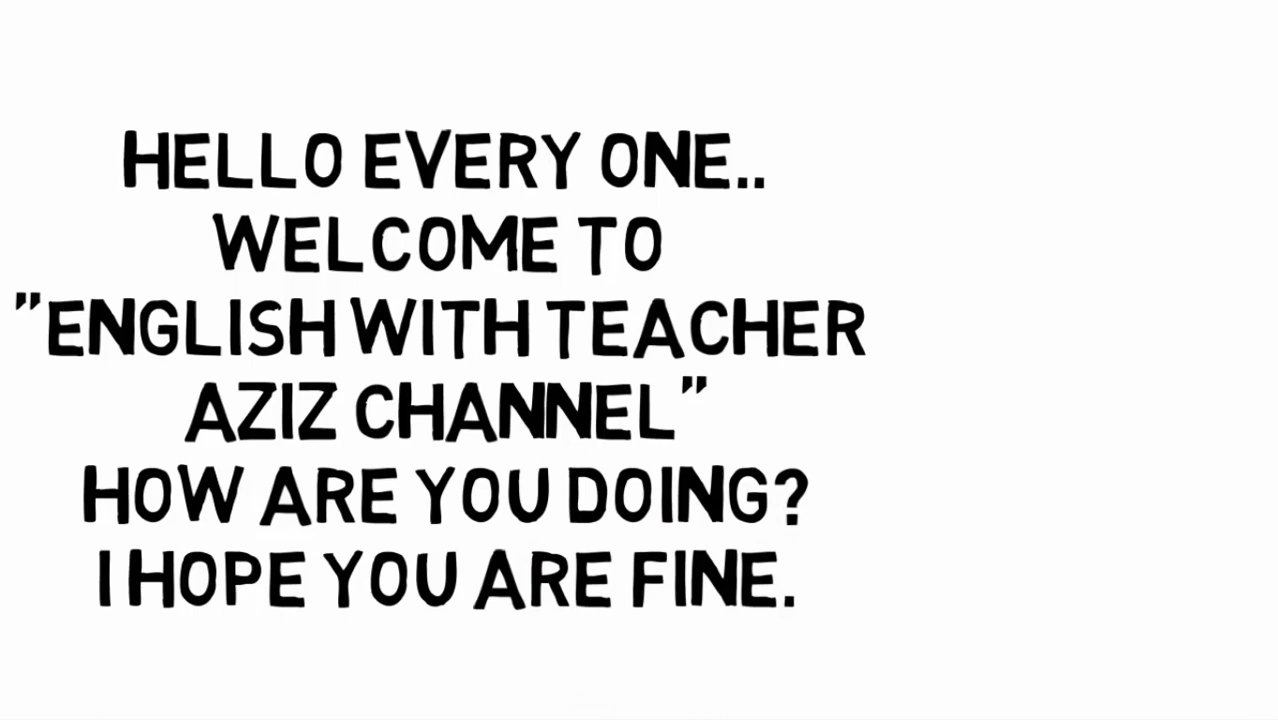 HELLO EVERY ONE..
WELCOME TO
"ENGLISH WITH TEACHER
AZIZ CHANNEL"
HOW ARE YOU DOING?
I HOPE YOU ARE FINE.